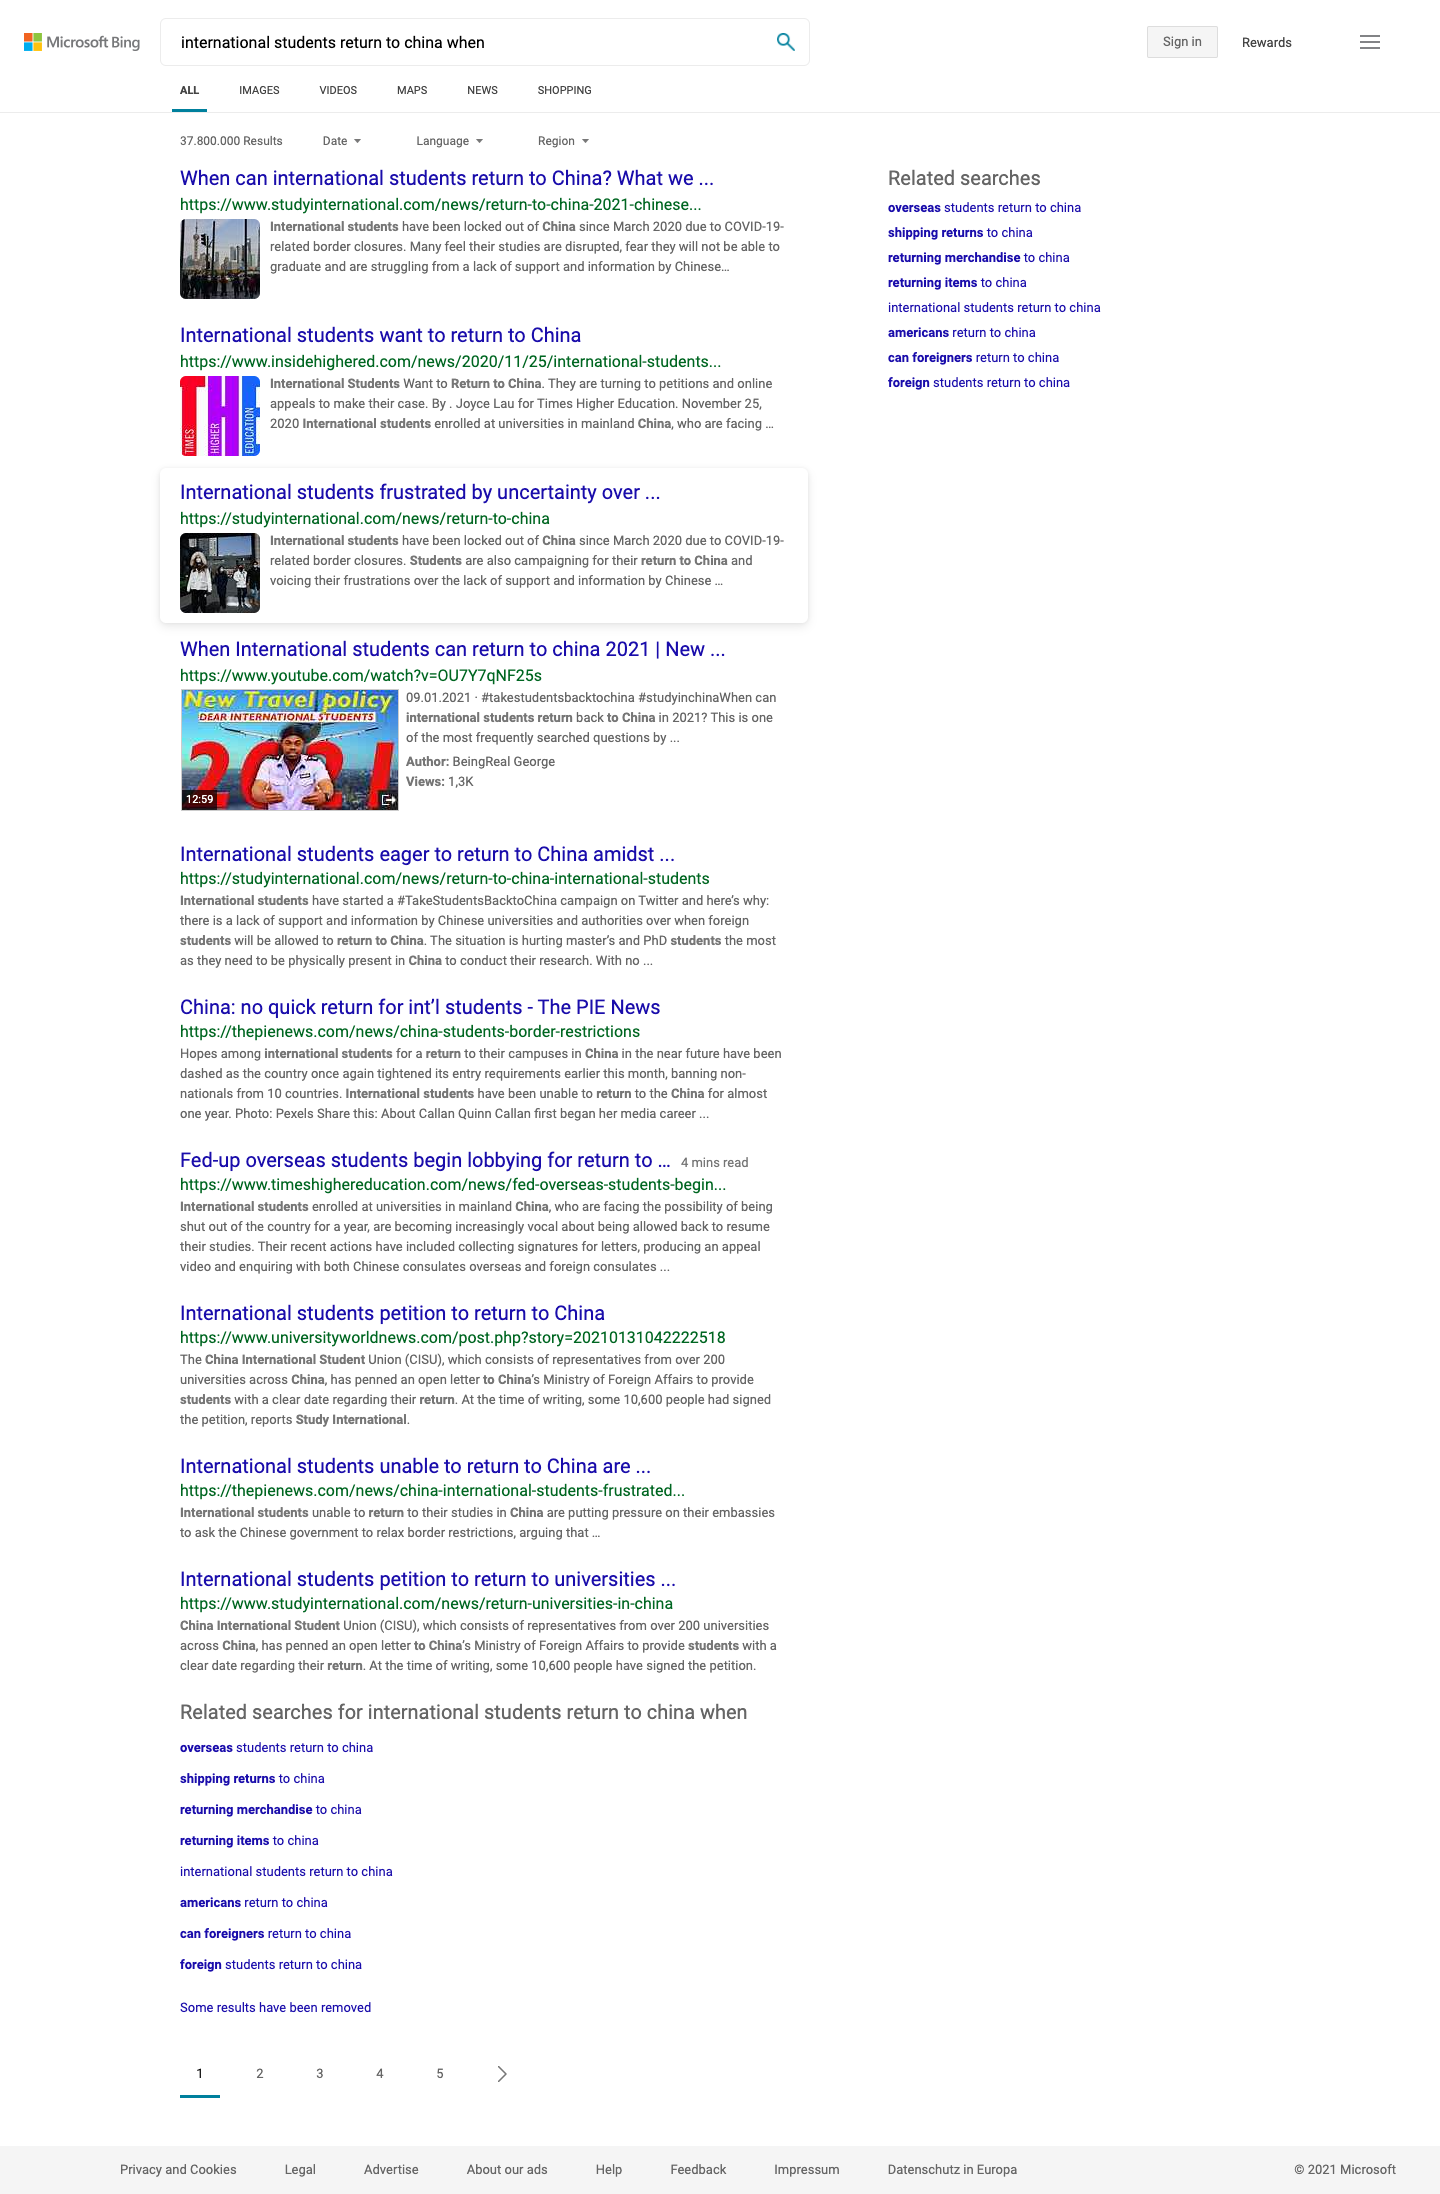 Microsoft Bing
international students return to china when
Sign in
Rewards
ALL
IMAGES
VIDEOS
MAPS
NEWS
SHOPPING
37.800.000 Results
Date
Language
Region
When can international students return to China? What we ...
https://www.studyinternational.com/news/return-to-china-2021-chinese...
International students have been locked out of China since March 2020 due to COVID-19-
related border closures. Many feel their studies are disrupted, fear they will not be able to
graduate and are struggling from a lack of support and information by Chinese…
International students want to return to China
https://www.insidehighered.com/news/2020/11/25/international-students...
THE
TIMES
HIGHER
EDUCATION
International Students Want to Return to China. They are turning to petitions and online
appeals to make their case. By . Joyce Lau for Times Higher Education. November 25,
2020 International students enrolled at universities in mainland China, who are facing …
International students frustrated by uncertainty over ...
https://studyinternational.com/news/return-to-china
International students have been locked out of China since March 2020 due to COVID-19-
related border closures. Students are also campaigning for their return to China and
voicing their frustrations over the lack of support and information by Chinese …
When International students can return to china 2021 | New ...
https://www.youtube.com/watch?v=OU7Y7qNF25s
New Travel policy
DEAR INTERNATIONAL STUDENTS
2021
12:59
09.01.2021 · #takestudentsbacktochina #studyinchinaWhen can
international students return back to China in 2021? This is one
of the most frequently searched questions by ...
Author: BeingReal George
Views: 1,3K
International students eager to return to China amidst ...
https://studyinternational.com/news/return-to-china-international-students
International students have started a #TakeStudentsBacktoChina campaign on Twitter and here’s why:
there is a lack of support and information by Chinese universities and authorities over when foreign
students will be allowed to return to China. The situation is hurting master’s and PhD students the most
as they need to be physically present in China to conduct their research. With no ...
China: no quick return for int’l students - The PIE News
https://thepienews.com/news/china-students-border-restrictions
Hopes among international students for a return to their campuses in China in the near future have been
dashed as the country once again tightened its entry requirements earlier this month, banning non-
nationals from 10 countries. International students have been unable to return to the China for almost
one year. Photo: Pexels Share this: About Callan Quinn Callan first began her media career ...
Fed-up overseas students begin lobbying for return to … 4 mins read
https://www.timeshighereducation.com/news/fed-overseas-students-begin...
International students enrolled at universities in mainland China, who are facing the possibility of being
shut out of the country for a year, are becoming increasingly vocal about being allowed back to resume
their studies. Their recent actions have included collecting signatures for letters, producing an appeal
video and enquiring with both Chinese consulates overseas and foreign consulates ...
International students petition to return to China
https://www.universityworldnews.com/post.php?story=20210131042222518
The China International Student Union (CISU), which consists of representatives from over 200
universities across China, has penned an open letter to China’s Ministry of Foreign Affairs to provide
students with a clear date regarding their return. At the time of writing, some 10,600 people had signed
the petition, reports Study International.
International students unable to return to China are ...
https://thepienews.com/news/china-international-students-frustrated...
International students unable to return to their studies in China are putting pressure on their embassies
to ask the Chinese government to relax border restrictions, arguing that …
International students petition to return to universities ...
https://www.studyinternational.com/news/return-universities-in-china
China International Student Union (CISU), which consists of representatives from over 200 universities
across China, has penned an open letter to China’s Ministry of Foreign Affairs to provide students with a
clear date regarding their return. At the time of writing, some 10,600 people have signed the petition.
Related searches for international students return to china when
overseas students return to china
shipping returns to china
returning merchandise to china
returning items to china
international students return to china
americans return to china
can foreigners return to china
foreign students return to china
Some results have been removed
1
2
3
4
5
Related searches
overseas students return to china
shipping returns to china
returning merchandise to china
returning items to china
international students return to china
americans return to china
can foreigners return to china
foreign students return to china
Privacy and Cookies
Legal
Advertise
About our ads
Help
Feedback
Impressum
Datenschutz in Europa
© 2021 Microsoft